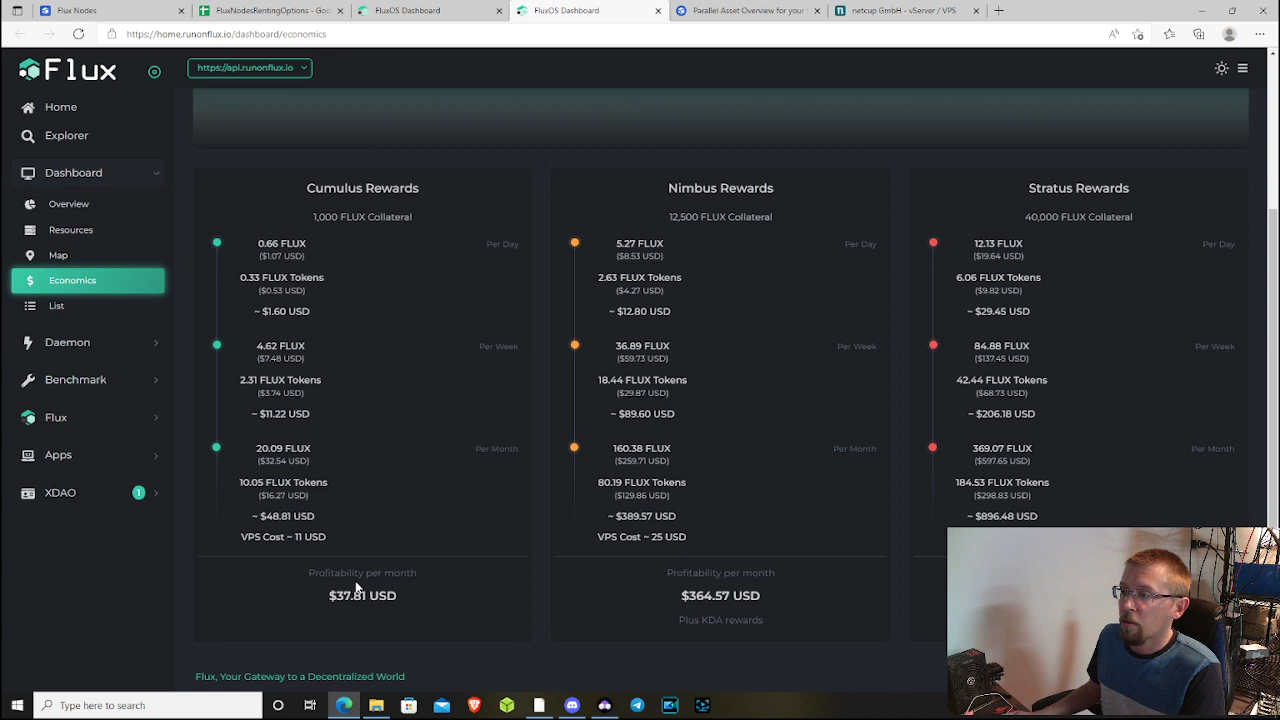 Flux Nodes
FluxNodesRentingOptions - Goo
FluxOS Dashboard
FluxOS Dashboard
Parallel Asset Overview for your
netcup GmbH - vServer / VPS
https://home.runonflux.io/dashboard/economics
Flux
https://api.runonflux.io
Home
Explorer
Dashboard
Overview
Resources
Map
Economics
List
Daemon
Benchmark
Flux
Apps
XDAO 1
Cumulus Rewards
1,000 FLUX Collateral
0.66 FLUX Per Day
($1.07 USD)
0.33 FLUX Tokens
($0.53 USD)
~ $1.60 USD
4.62 FLUX Per Week
($7.48 USD)
2.31 FLUX Tokens
($3.74 USD)
~ $11.22 USD
20.09 FLUX Per Month
($32.54 USD)
10.05 FLUX Tokens
($16.27 USD)
~ $48.81 USD
VPS Cost ~ 11 USD
Profitability per month
$37.81 USD
Nimbus Rewards
12,500 FLUX Collateral
5.27 FLUX Per Day
($8.53 USD)
2.63 FLUX Tokens
($4.27 USD)
~ $12.80 USD
36.89 FLUX Per Week
($59.73 USD)
18.44 FLUX Tokens
($29.87 USD)
~ $89.60 USD
160.38 FLUX Per Month
($259.71 USD)
80.19 FLUX Tokens
($129.86 USD)
~ $389.57 USD
VPS Cost ~ 25 USD
Profitability per month
$364.57 USD
Plus KDA rewards
Stratus Rewards
40,000 FLUX Collateral
12.13 FLUX Per Day
($19.64 USD)
6.06 FLUX Tokens
($9.82 USD)
~ $29.45 USD
84.88 FLUX Per Week
($137.45 USD)
42.44 FLUX Tokens
($68.73 USD)
~ $206.18 USD
369.07 FLUX Per Month
($597.65 USD)
184.53 FLUX Tokens
($298.83 USD)
~ $896.48 USD
Flux, Your Gateway to a Decentralized World
Type here to search